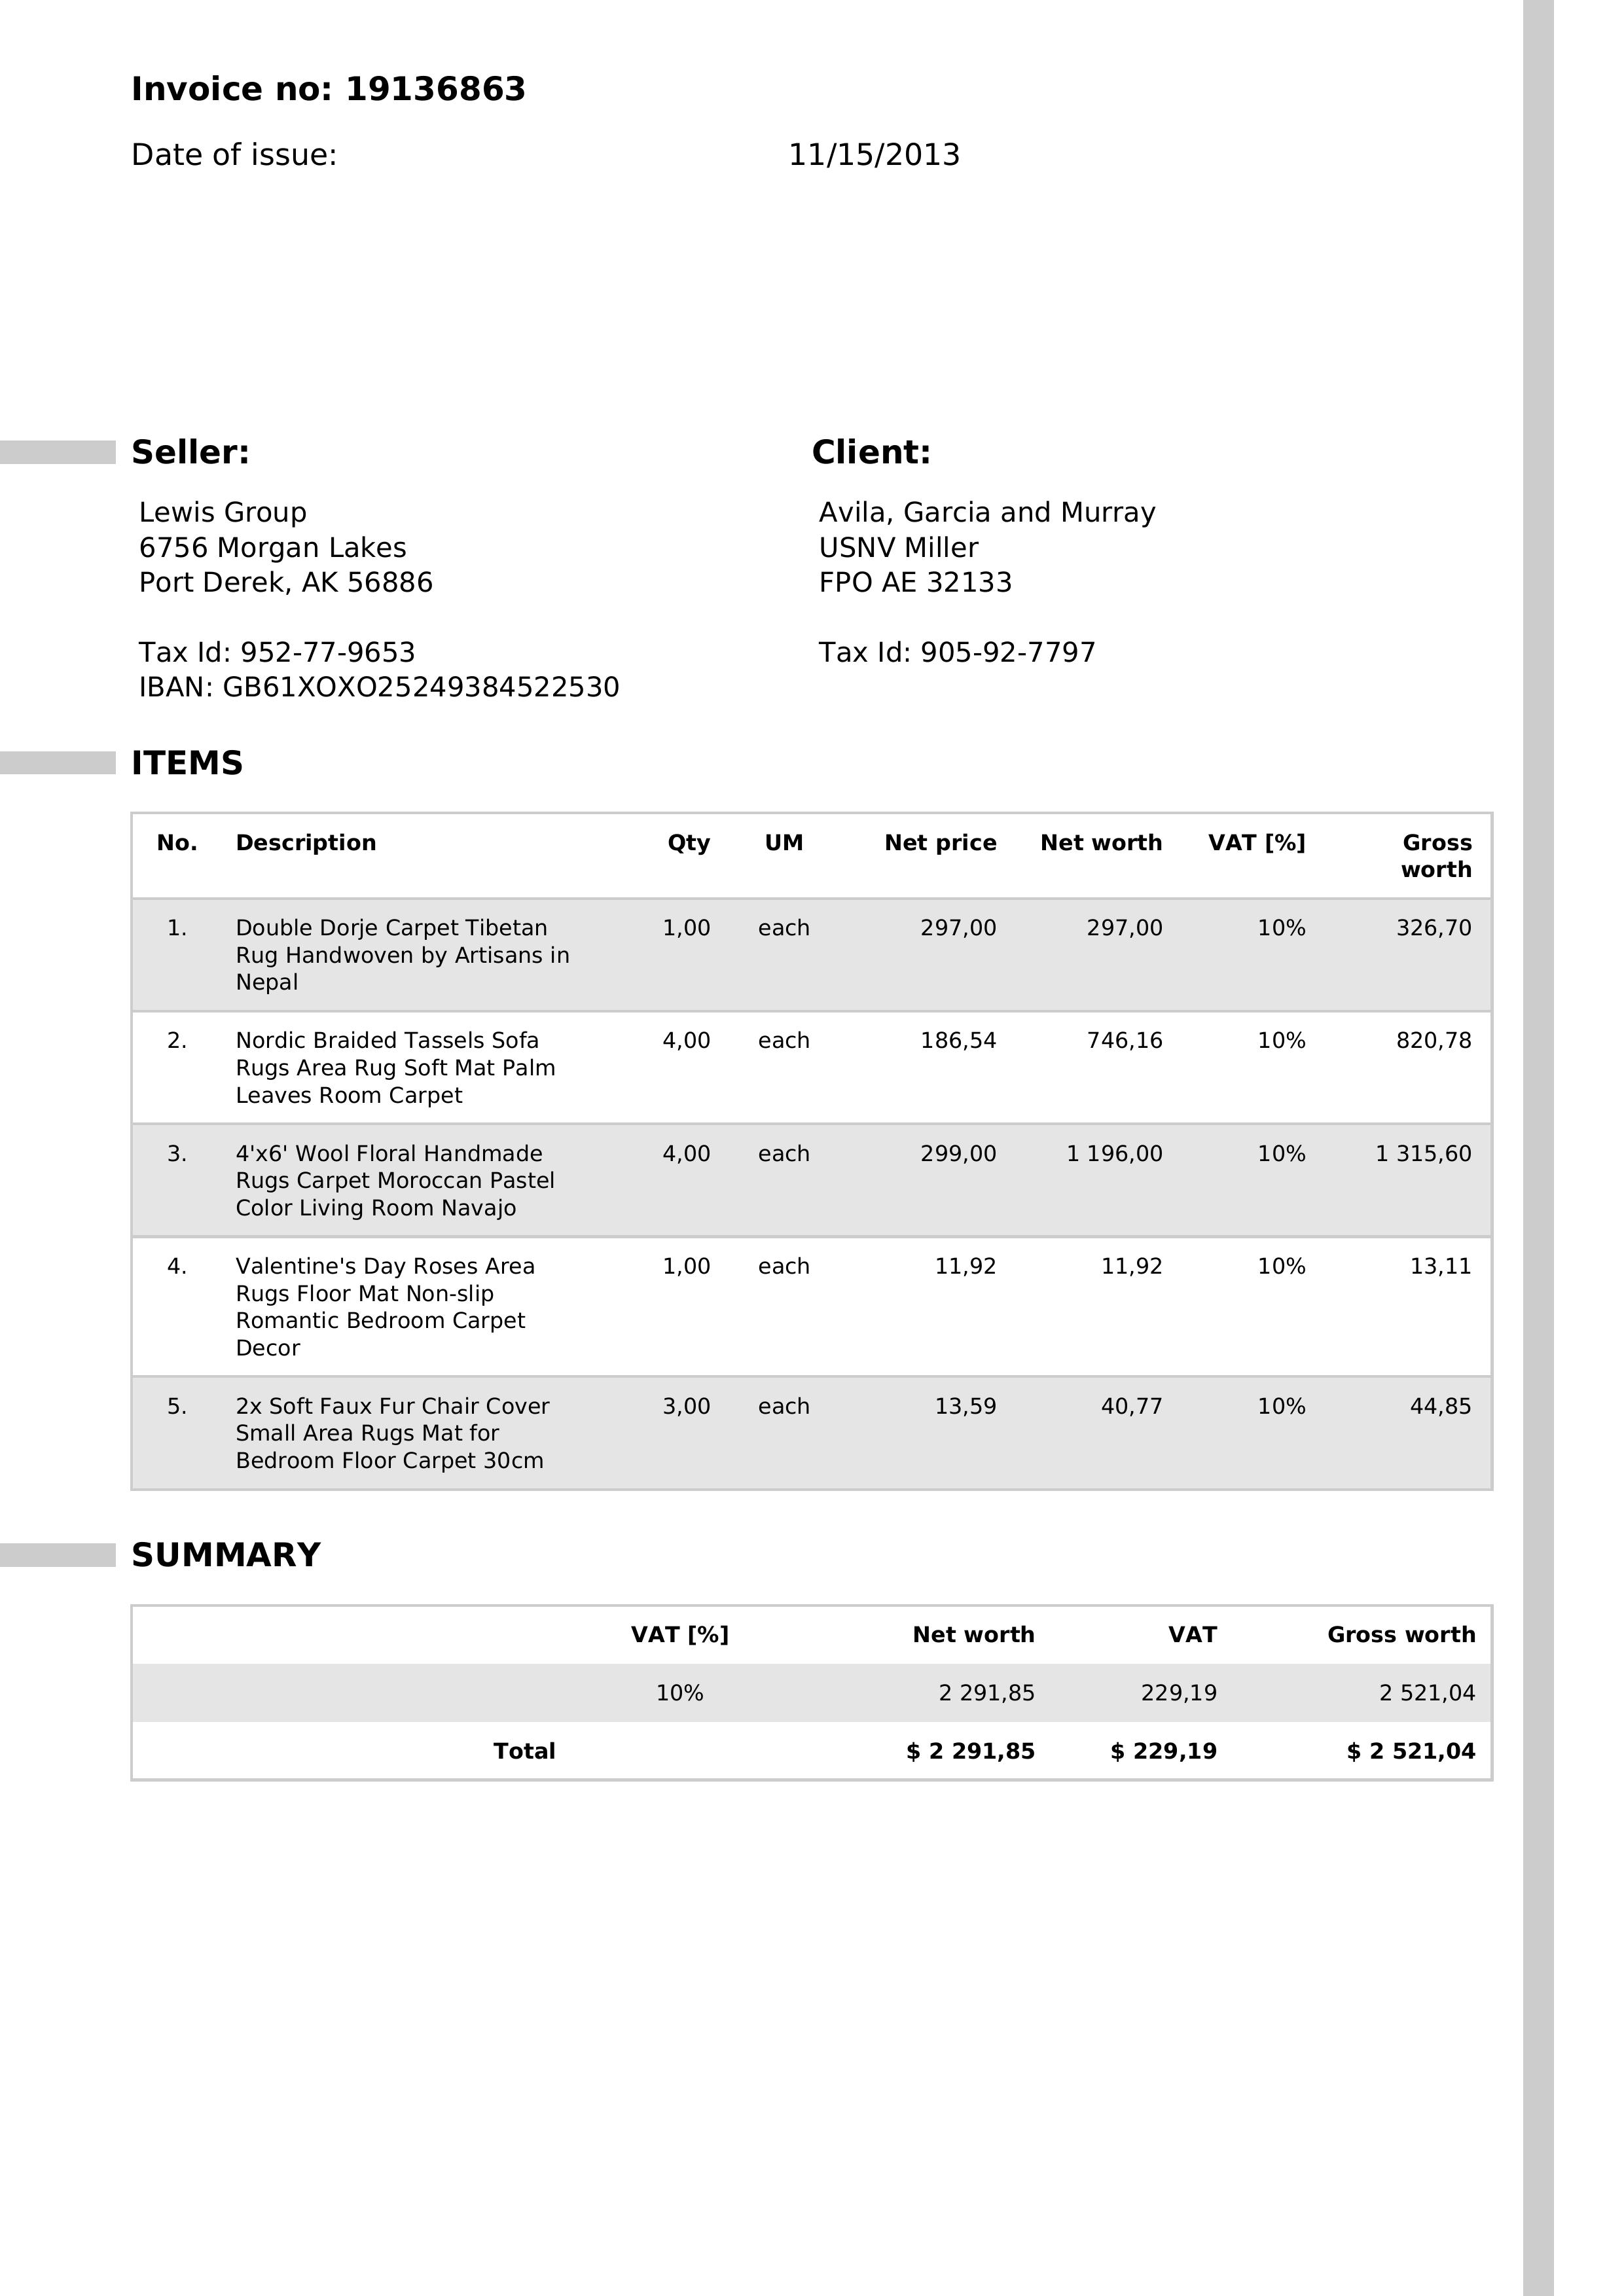 Invoice no: 19136863
Date of issue: 11/15/2013
Seller:
Lewis Group
6756 Morgan Lakes
Port Derek, AK 56886
Tax Id: 952-77-9653
IBAN: GB61XOXO25249384522530
Client:
Avila, Garcia and Murray
USNV Miller
FPO AE 32133
Tax Id: 905-92-7797
ITEMS
No. Description Qty UM Net price Net worth VAT [%] Gross
worth
1. Double Dorje Carpet Tibetan 1,00 each 297,00 297,00 10% 326,70
Rug Handwoven by Artisans in
Nepal
2. Nordic Braided Tassels Sofa 4,00 each 186,54 746,16 10% 820,78
Rugs Area Rug Soft Mat Palm
Leaves Room Carpet
3. 4'x6' Wool Floral Handmade 4,00 each 299,00 1 196,00 10% 1 315,60
Rugs Carpet Moroccan Pastel
Color Living Room Navajo
4. Valentine's Day Roses Area 1,00 each 11,92 11,92 10% 13,11
Rugs Floor Mat Non-slip
Romantic Bedroom Carpet
Decor
5. 2x Soft Faux Fur Chair Cover 3,00 each 13,59 40,77 10% 44,85
Small Area Rugs Mat for
Bedroom Floor Carpet 30cm
SUMMARY
VAT [%] Net worth VAT Gross worth
10% 2 291,85 229,19 2 521,04
Total $ 2 291,85 $ 229,19 $ 2 521,04